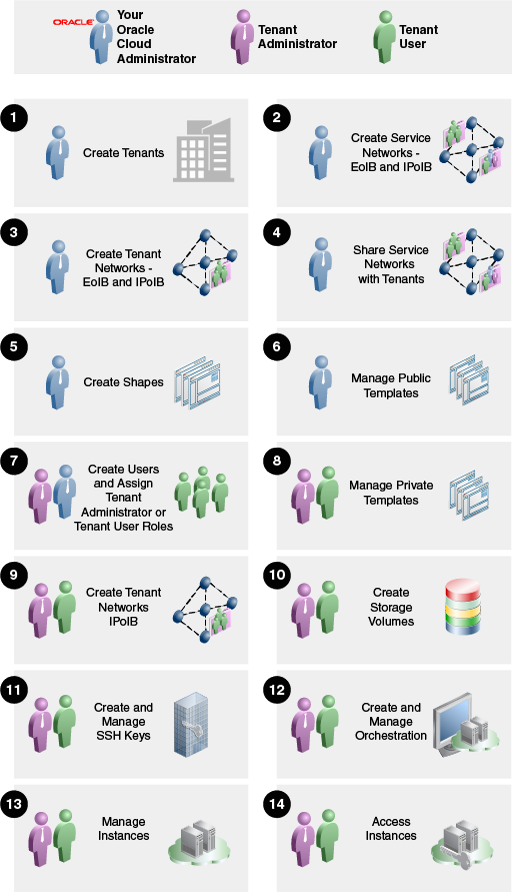 ORACLE
Your
Oracle
Cloud
Administrator
Tenant
Administrator
Tenant
User
1
Create Tenants
2
Create Service
Networks -
EoIB and IPoIB
3
Create Tenant
Networks -
EoIB and IPoIB
4
Share Service
Networks
with Tenants
5
Create Shapes
6
Manage Public
Templates
7
Create Users
and Assign
Tenant
Administrator or
Tenant User Roles
8
Manage Private
Templates
9
Create Tenant
Networks
IPoIB
10
Create
Storage
Volumes
11
Create and
Manage
SSH Keys
12
Create and
Manage
Orchestration
13
Manage
Instances
14
Access
Instances